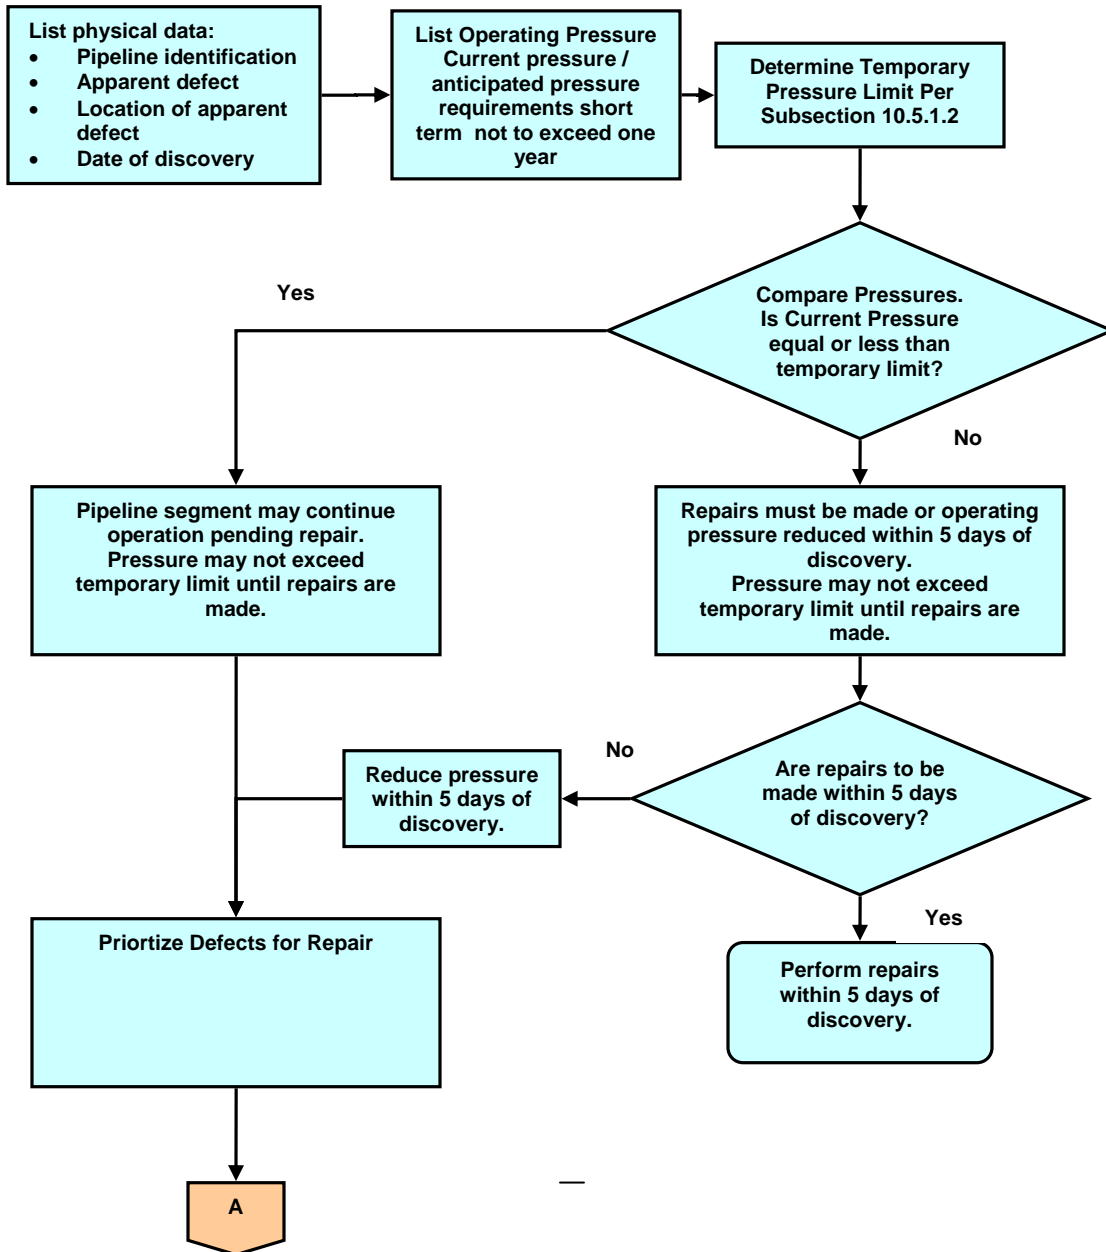 List physical data:
• Pipeline identification
• Apparent defect
• Location of apparent
defect
• Date of discovery
List Operating Pressure
Current pressure /
anticipated pressure
requirements short
term not to exceed one
year
Determine Temporary
Pressure Limit Per
Subsection 10.5.1.2
Compare Pressures.
Is Current Pressure
equal or less than
temporary limit?
Yes
No
Pipeline segment may continue
operation pending repair.
Pressure may not exceed
temporary limit until repairs are
made.
Repairs must be made or operating
pressure reduced within 5 days of
discovery.
Pressure may not exceed
temporary limit until repairs are
made.
Are repairs to be
made within 5 days
of discovery?
No
Reduce pressure
within 5 days of
discovery.
Yes
Priortize Defects for Repair
Perform repairs
within 5 days of
discovery.
A